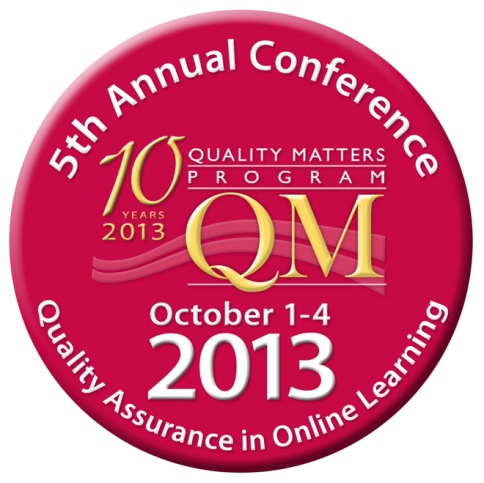 5th Annual Conference
10
YEARS
2013
QUALITY MATTERS
PROGRAM
QM
October 1-4
2013
Quality Assurance in Online Learning